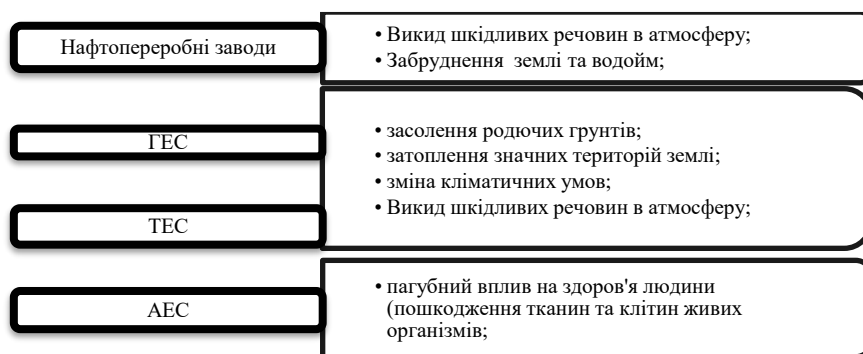 Нафтопереробні заводи
• Викид шкідливих речовин в атмосферу;
• Забруднення землі та водойм;
ГЕС
• засолення родючих грунтів;
• затоплення значних територій землі;
• зміна кліматичних умов;
• Викид шкідливих речовин в атмосферу;
ТЕС
АЕС
• пагубний вплив на здоров'я людини
(пошкодження тканин та клітин живих
організмів;